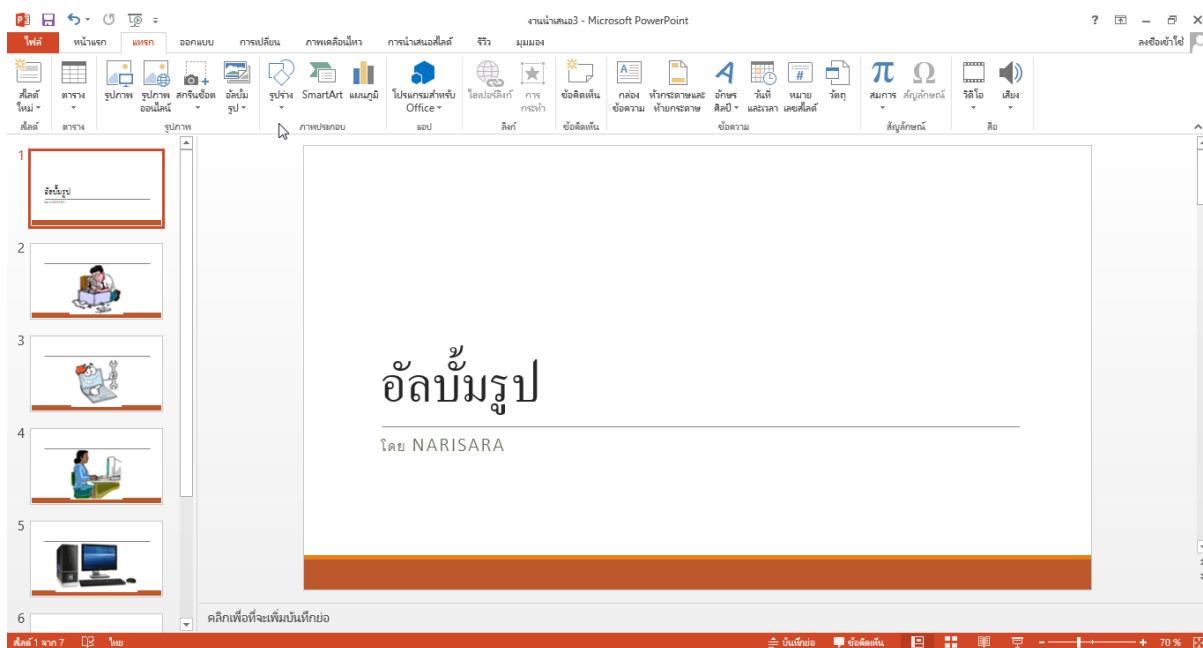 งานนำเสนอ3 - Microsoft PowerPoint
ไฟล์ หน้าแรก แทรก ออกแบบ การเปลี่ยน ภาพเคลื่อนไหว การนำเสนอสไลด์ รีวิว มุมมอง ลงชื่อเข้าใช้
สไลด์ใหม่ ตาราง รูปภาพ รูปภาพออนไลน์ สกรีนช็อต อัลบั้มรูป รูปร่าง SmartArt แผนภูมิ โปรแกรมสำหรับ Office ไฮเปอร์ลิงก์ การกระทำ ข้อคิดเห็น กล่องข้อความ หัวกระดาษและท้ายกระดาษ อักษรศิลป์ วันที่และเวลา หมายเลขสไลด์ วัตถุ สมการ สัญลักษณ์ วิดีโอ เสียง
สไลด์ ตาราง รูปภาพ ภาพประกอบ แอป ลิงก์ ข้อคิดเห็น ข้อความ สัญลักษณ์ สื่อ
1
อัลบั้มรูป
2
3
4
5
6
อัลบั้มรูป
โดย NARISARA
คลิกเพื่อที่จะเพิ่มบันทึกย่อ
สไลด์ 1 จาก 7 ไทย บันทึกย่อ ข้อคิดเห็น 70 %